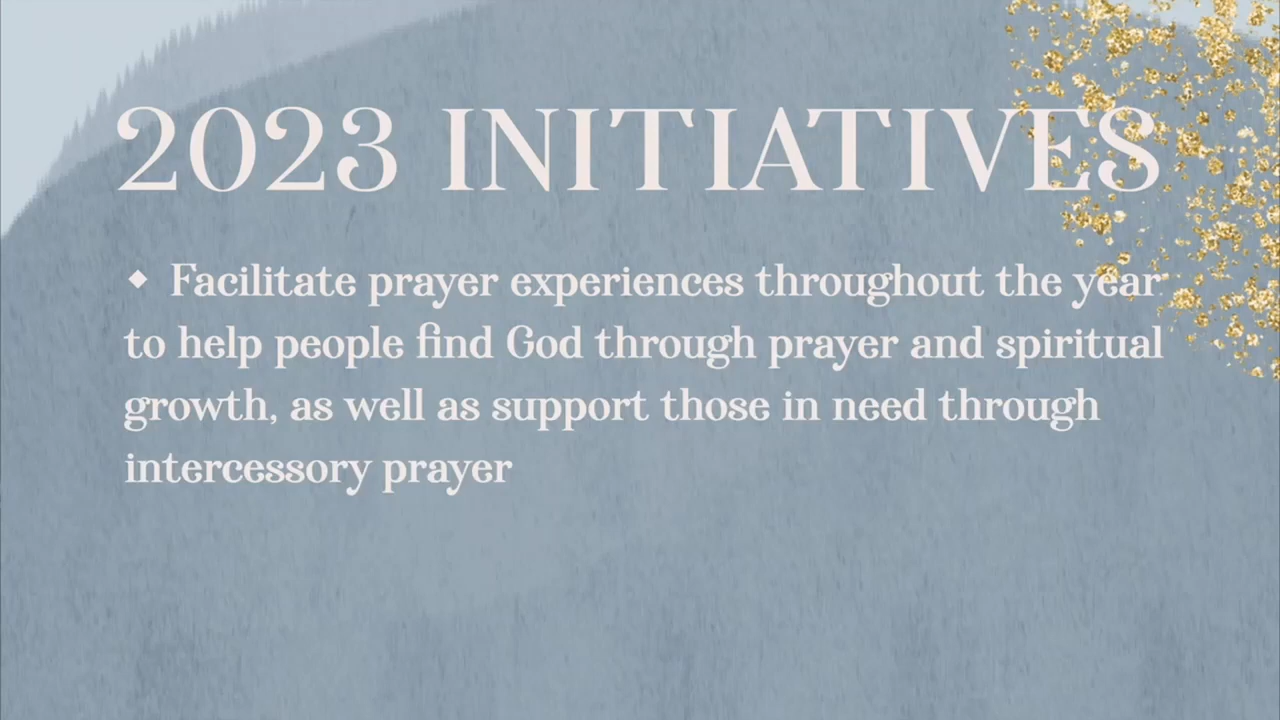 2023 INITIATIVES
◆ Facilitate prayer experiences throughout the year
to help people find God through prayer and spiritual
growth, as well as support those in need through
intercessory prayer